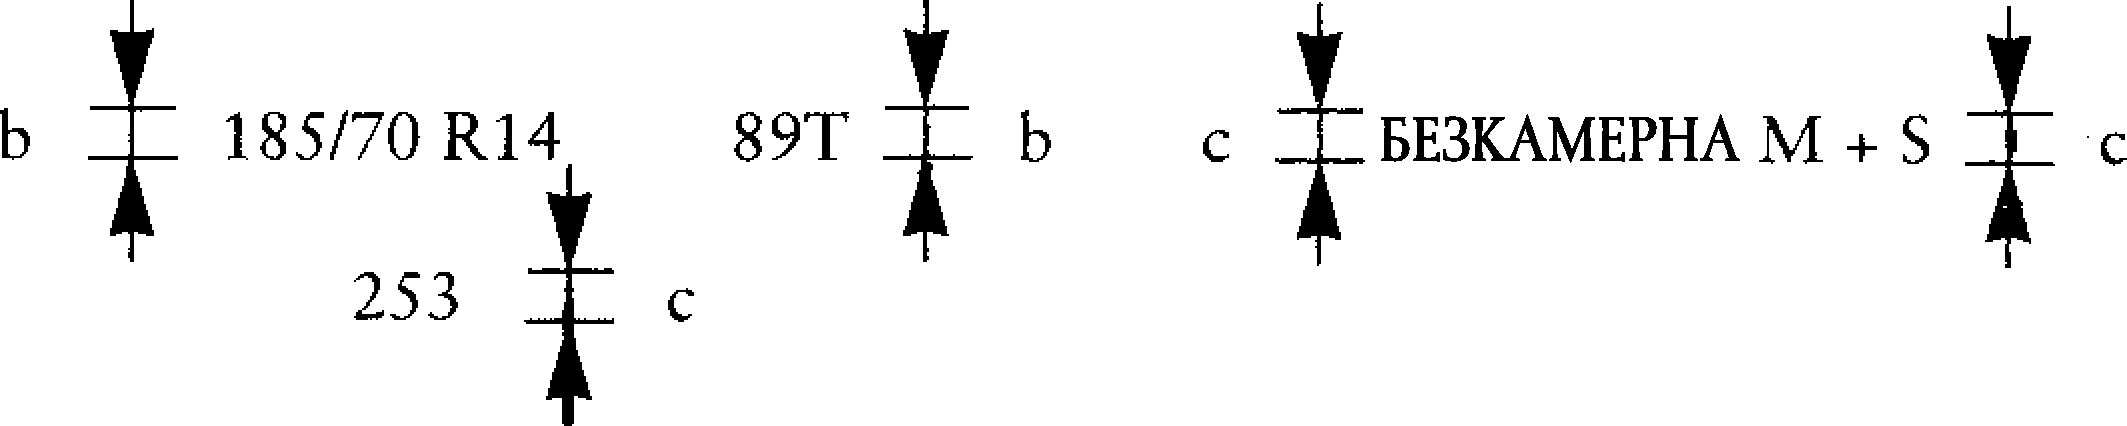 b 185/70 R14 89T b c БЕЗКАМЕРНА M + S c
253 c